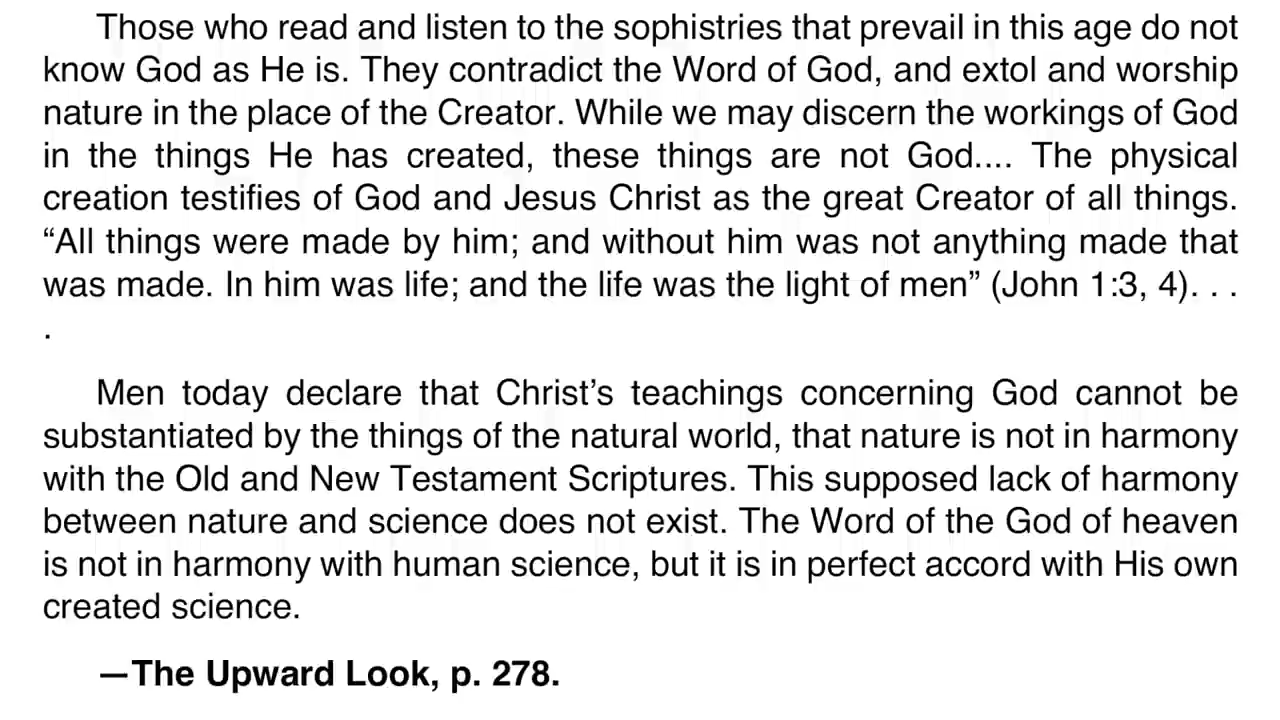 Those who read and listen to the sophistries that prevail in this age do not
know God as He is. They contradict the Word of God, and extol and worship
nature in the place of the Creator. While we may discern the workings of God
in the things He has created, these things are not God.... The physical
creation testifies of God and Jesus Christ as the great Creator of all things.
“All things were made by him; and without him was not anything made that
was made. In him was life; and the life was the light of men” (John 1:3, 4). . .
.
Men today declare that Christ’s teachings concerning God cannot be
substantiated by the things of the natural world, that nature is not in harmony
with the Old and New Testament Scriptures. This supposed lack of harmony
between nature and science does not exist. The Word of the God of heaven
is not in harmony with human science, but it is in perfect accord with His own
created science.
—The Upward Look, p. 278.